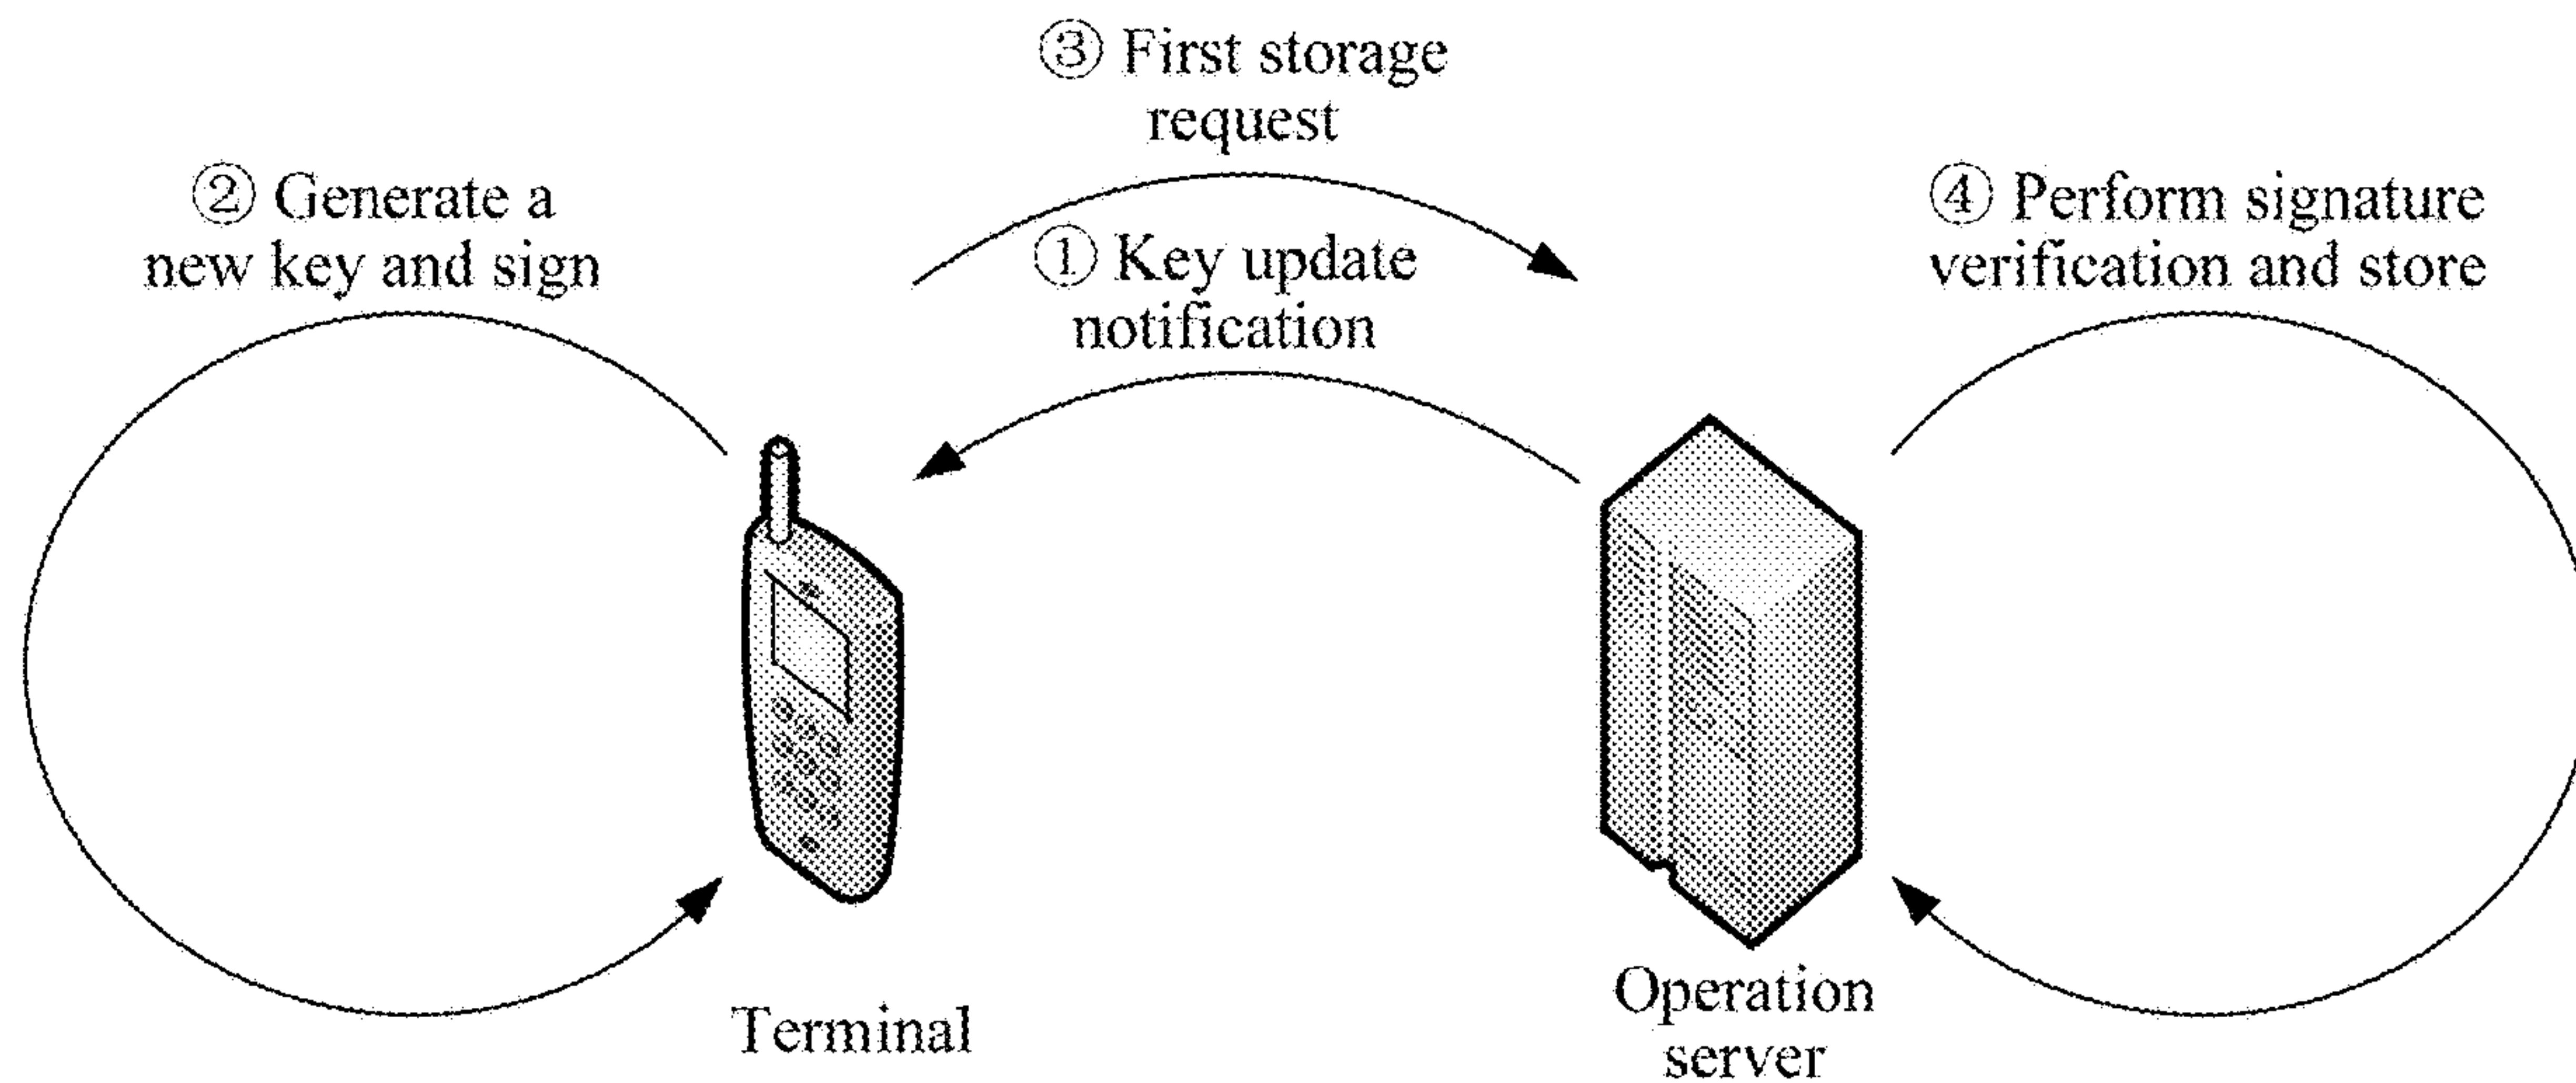 ③ First storage
request
② Generate a
new key and sign
① Key update
notification
④ Perform signature
verification and store
Terminal
Operation
server